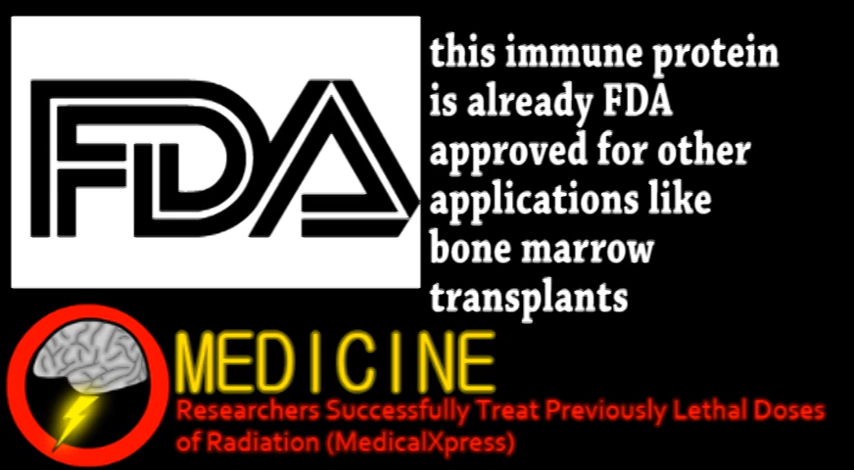 FDA
this immune protein
is already FDA
approved for other
applications like
bone marrow
transplants
MEDICINE
Researchers Successfully Treat Previously Lethal Doses
of Radiation (MedicalXpress)